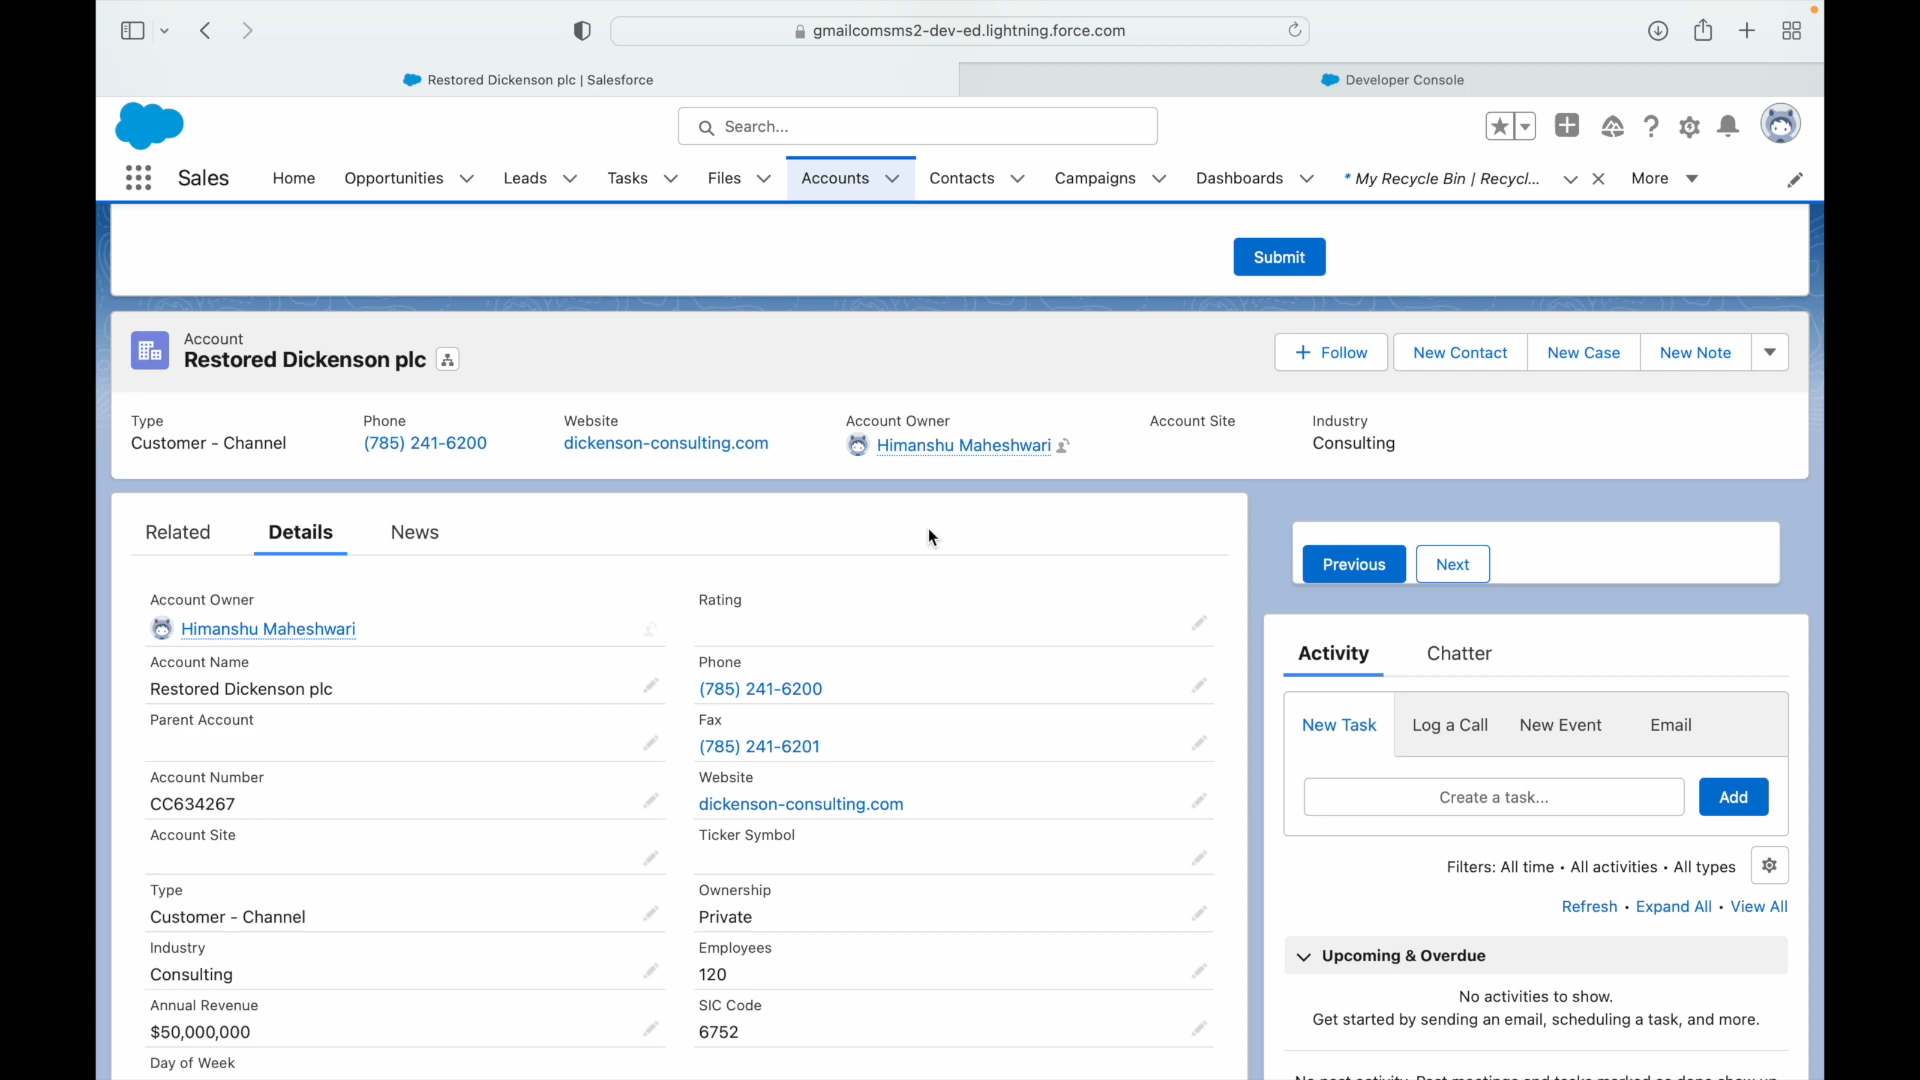 gmailcomsms2-dev-ed.lightning.force.com
Restored Dickenson plc | Salesforce
Developer Console
Search...
Sales
Home
Opportunities
Leads
Tasks
Files
Accounts
Contacts
Campaigns
Dashboards
* My Recycle Bin | Recycl...
More
Submit
Account
Restored Dickenson plc
Follow
New Contact
New Case
New Note
Type
Customer - Channel
Phone
(785) 241-6200
Website
dickenson-consulting.com
Account Owner
Himanshu Maheshwari
Account Site
Industry
Consulting
Related
Details
News
Account Owner
Himanshu Maheshwari
Rating
Account Name
Restored Dickenson plc
Phone
(785) 241-6200
Parent Account
Fax
(785) 241-6201
Account Number
CC634267
Website
dickenson-consulting.com
Account Site
Ticker Symbol
Type
Customer - Channel
Ownership
Private
Industry
Consulting
Employees
120
Annual Revenue
$50,000,000
SIC Code
6752
Day of Week
Previous
Next
Activity
Chatter
New Task
Log a Call
New Event
Email
Create a task...
Add
Filters: All time • All activities • All types
Refresh • Expand All • View All
Upcoming & Overdue
No activities to show.
Get started by sending an email, scheduling a task, and more.